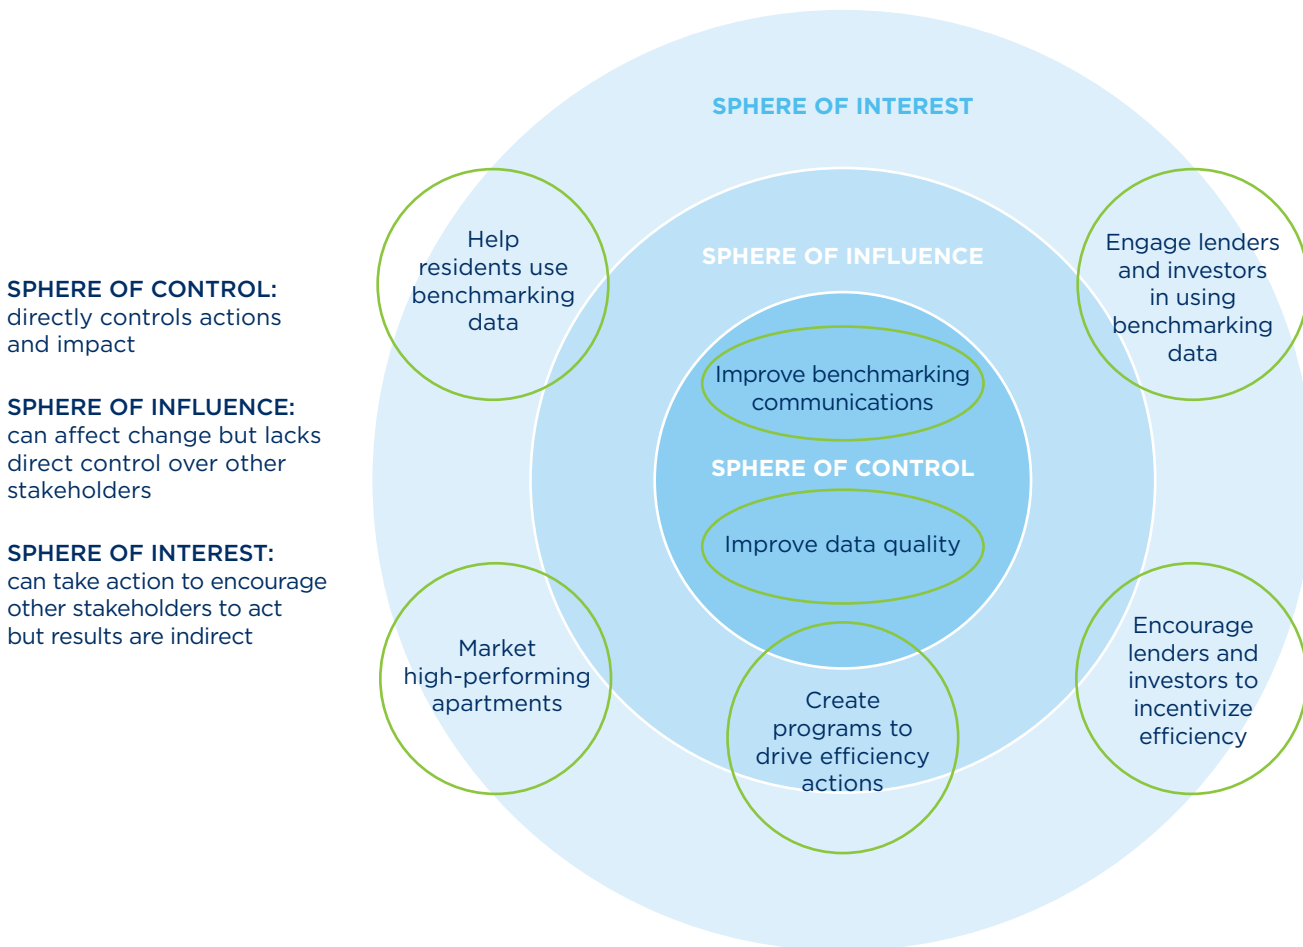 SPHERE OF CONTROL:
directly controls actions
and impact
SPHERE OF INFLUENCE:
can affect change but lacks
direct control over other
stakeholders
SPHERE OF INTEREST:
can take action to encourage
other stakeholders to act
but results are indirect
SPHERE OF INTEREST
Help
residents use
benchmarking
data
SPHERE OF INFLUENCE
Engage lenders
and investors
in using
benchmarking
data
Improve benchmarking
communications
SPHERE OF CONTROL
Improve data quality
Market
high-performing
apartments
Create
programs to
drive efficiency
actions
Encourage
lenders and
investors to
incentivize
efficiency